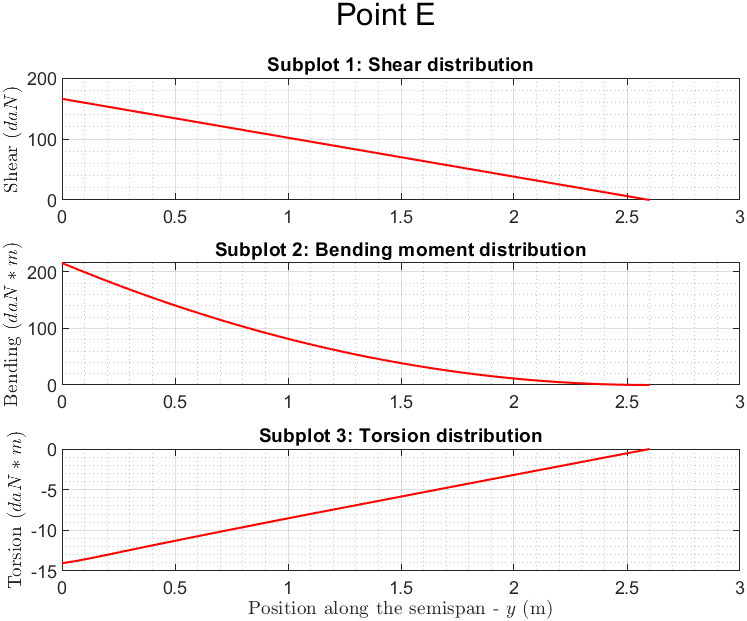 Point E
Subplot 1: Shear distribution
Shear (daN)
200
100
0
0 0.5 1 1.5 2 2.5 3
Subplot 2: Bending moment distribution
Bending (daN * m)
200
100
0
0 0.5 1 1.5 2 2.5 3
Subplot 3: Torsion distribution
Torsion (daN * m)
0
-5
-10
-15
0 0.5 1 1.5 2 2.5 3
Position along the semispan - y (m)